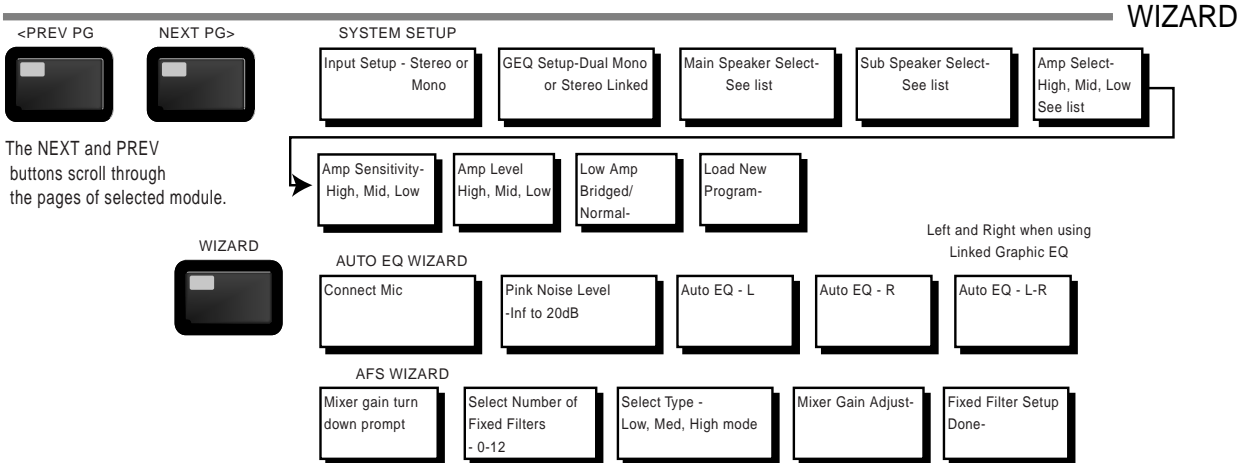 WIZARD
<PREV PG
NEXT PG>
SYSTEM SETUP
Input Setup - Stereo or
Mono
GEQ Setup-Dual Mono
or Stereo Linked
Main Speaker Select-
See list
Sub Speaker Select-
See list
Amp Select-
High, Mid, Low
See list
The NEXT and PREV
buttons scroll through
the pages of selected module.
Amp Sensitivity-
High, Mid, Low
Amp Level
High, Mid, Low
Low Amp
Bridged/
Normal-
Load New
Program-
WIZARD
AUTO EQ WIZARD
Left and Right when using
Linked Graphic EQ
Connect Mic
Pink Noise Level
-Inf to 20dB
Auto EQ - L
Auto EQ - R
Auto EQ - L-R
AFS WIZARD
Mixer gain turn
down prompt
Select Number of
Fixed Filters
- 0-12
Select Type -
Low, Med, High mode
Mixer Gain Adjust-
Fixed Filter Setup
Done-